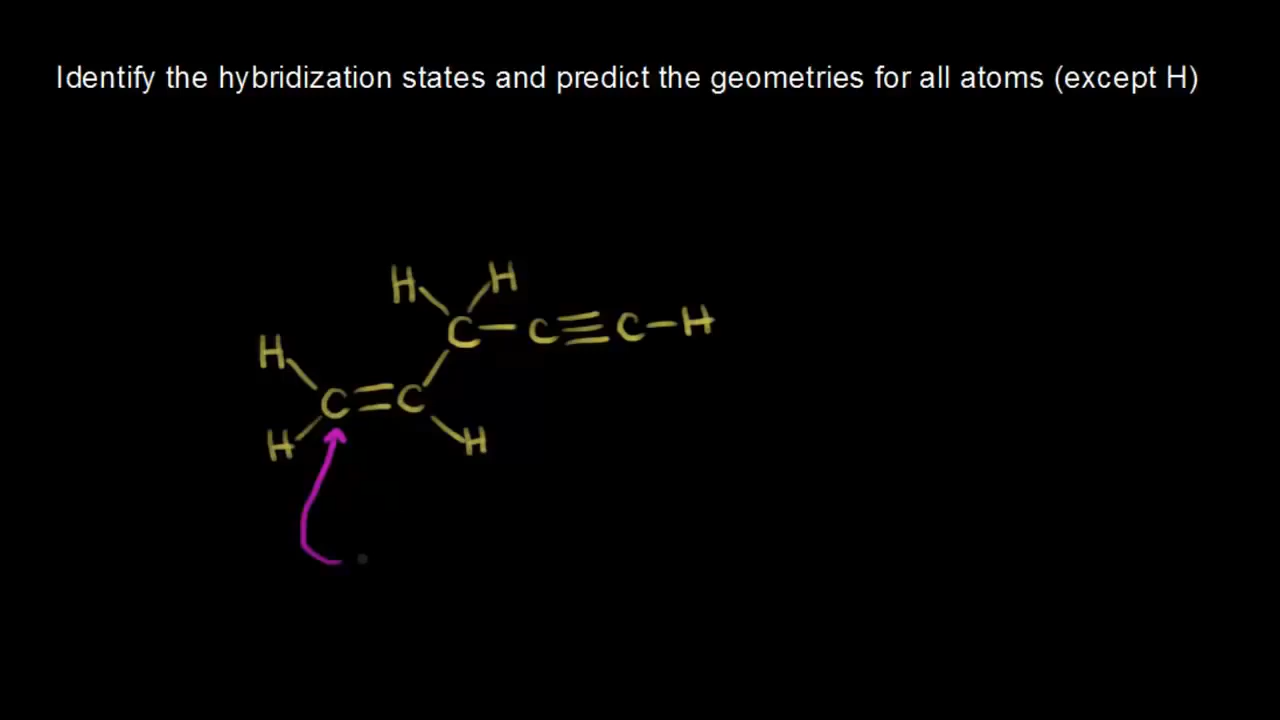 Identify the hybridization states and predict the geometries for all atoms (except H)
H H
H C–C≡C–H
C=C
H H